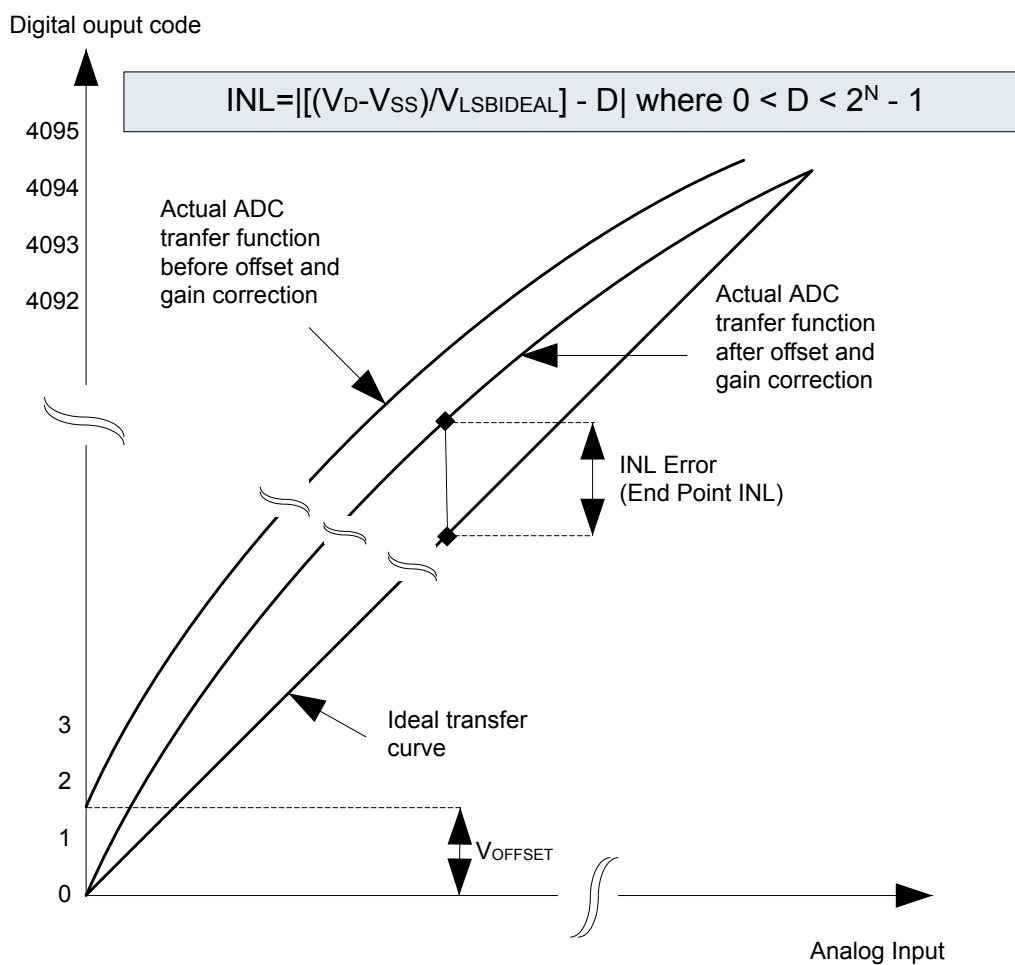 Digital ouput code
INL=|[(VD-VSS)/VLSBIDEAL] - D| where 0 < D < 2^N - 1
4095
4094
4093
4092
Actual ADC
tranfer function
before offset and
gain correction
Actual ADC
tranfer function
after offset and
gain correction
INL Error
(End Point INL)
Ideal transfer
curve
3
2
1
0
VOFFSET
Analog Input